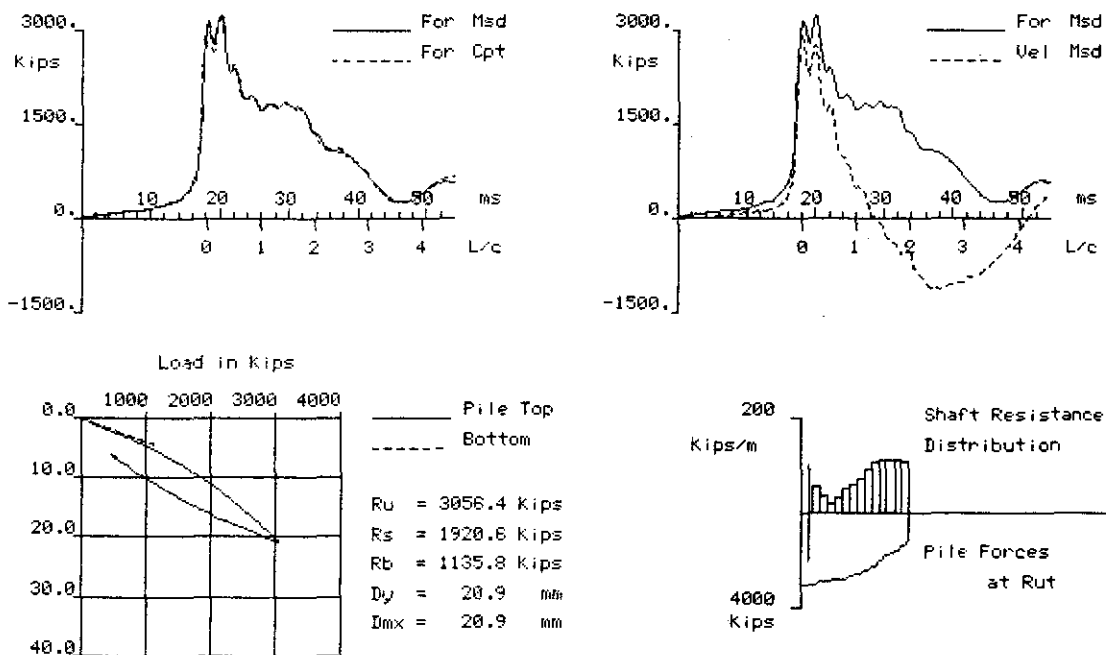 3000.
Kips
1500.
0.
-1500.
For Msd
For Cpt
10 20 30 40 50 ms
0 1 2 3 4 L/c
3000.
Kips
1500.
0.
-1500.
For Msd
Vel Msd
10 20 30 40 50 ms
0 1 2 3 4 L/c
Load in Kips
1000 2000 3000 4000
0.0
10.0
20.0
30.0
40.0
Pile Top
Bottom
Ru = 3056.4 Kips
Rs = 1920.6 Kips
Rb = 1135.8 Kips
Dy = 20.9 mm
Dmx = 20.9 mm
200
Kips/m
Shaft Resistance
Distribution
Pile Forces
at Rut
4000
Kips